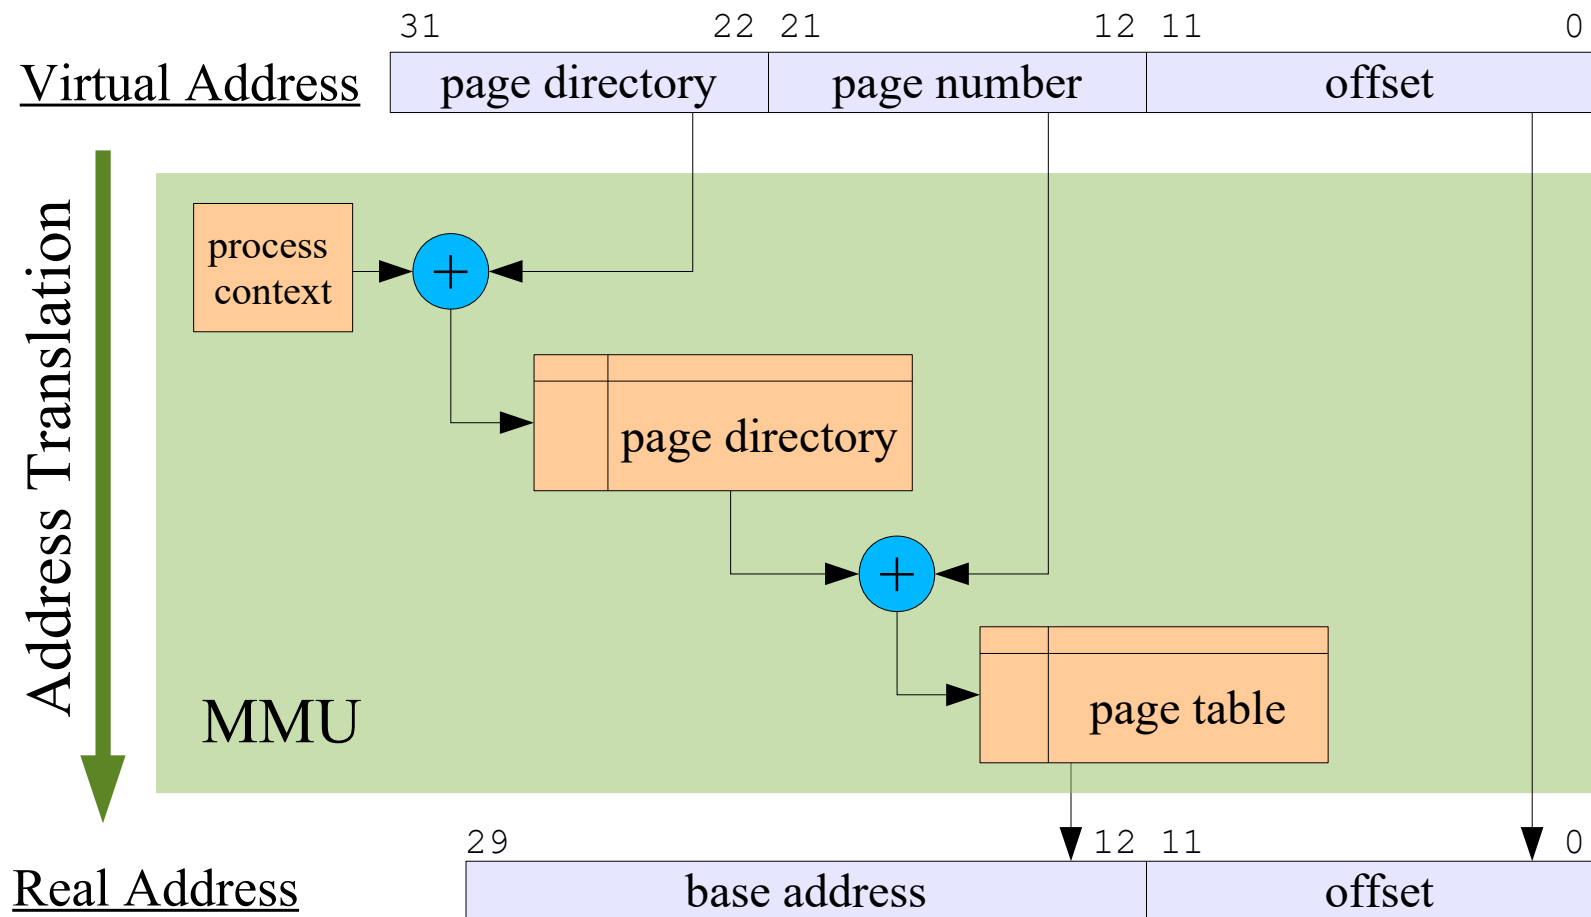 31 22 21 12 11 0
Virtual Address page directory page number offset
Address Translation
process
context
+
page directory
+
page table
MMU
29 12 11 0
Real Address base address offset